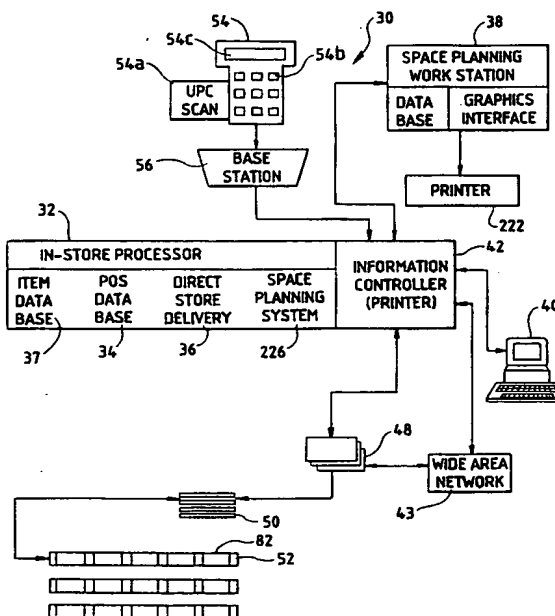 54
54c
54b
54a
UPC
SCAN
30
38
SPACE PLANNING
WORK STATION
DATA
BASE
GRAPHICS
INTERFACE
56
BASE
STATION
PRINTER
222
32
42
IN-STORE PROCESSOR
ITEM
DATA
BASE
POS
DATA
BASE
DIRECT
STORE
DELIVERY
SPACE
PLANNING
SYSTEM
INFORMATION
CONTROLLER
(PRINTER)
37
34
36
226
40
48
WIDE AREA
NETWORK
43
50
82
52